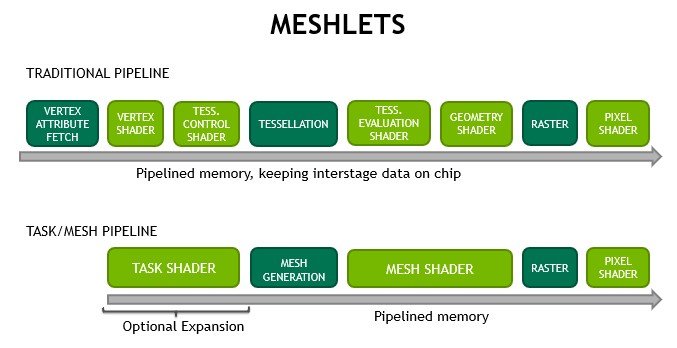 MESHLETS
TRADITIONAL PIPELINE
VERTEX
ATTRIBUTE
FETCH
VERTEX
SHADER
TESS.
CONTROL
SHADER
TESSELLATION
TESS.
EVALUATION
SHADER
GEOMETRY
SHADER
RASTER
PIXEL
SHADER
Pipelined memory, keeping interstage data on chip
TASK/MESH PIPELINE
TASK SHADER
MESH
GENERATION
MESH SHADER
RASTER
PIXEL
SHADER
Optional Expansion
Pipelined memory